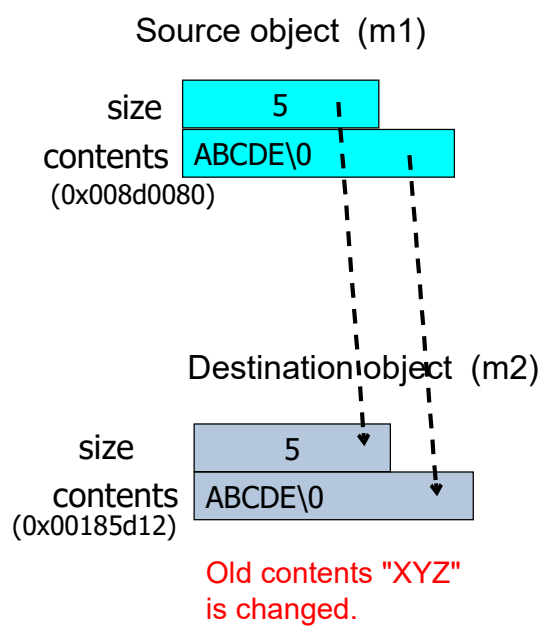 Source object (m1)
size 5
contents ABCDE\0
(0x008d0080)
Destination object (m2)
size 5
contents ABCDE\0
(0x00185d12)
Old contents "XYZ"
is changed.